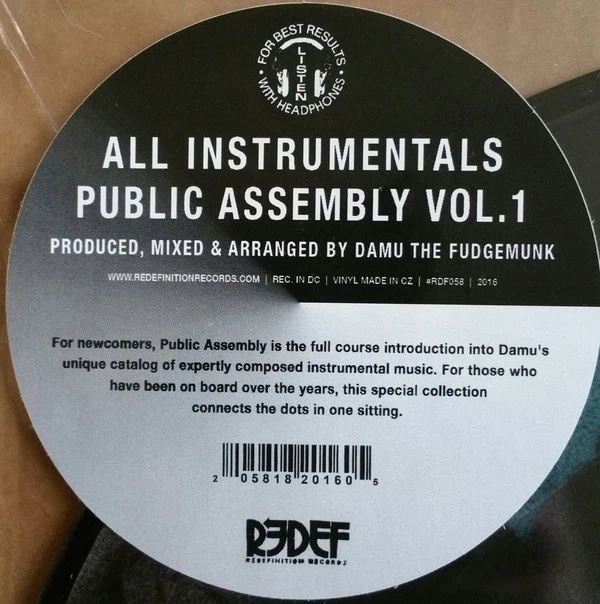 FOR BEST RESULTS
LISTEN
WITH HEADPHONES
ALL INSTRUMENTALS
PUBLIC ASSEMBLY VOL.1
PRODUCED, MIXED & ARRANGED BY DAMU THE FUDGEMUNK
WWW.REDEFINITIONRECORDS.COM | REC. IN DC | VINYL MADE IN CZ | #RDF058 | 2016
For newcomers, Public Assembly is the full course introduction into Damu's
unique catalog of expertly composed instrumental music. For those who
have been on board over the years, this special collection
connects the dots in one sitting.
2 05818 20160 5
REDEF
REDEFINITION RECORDS